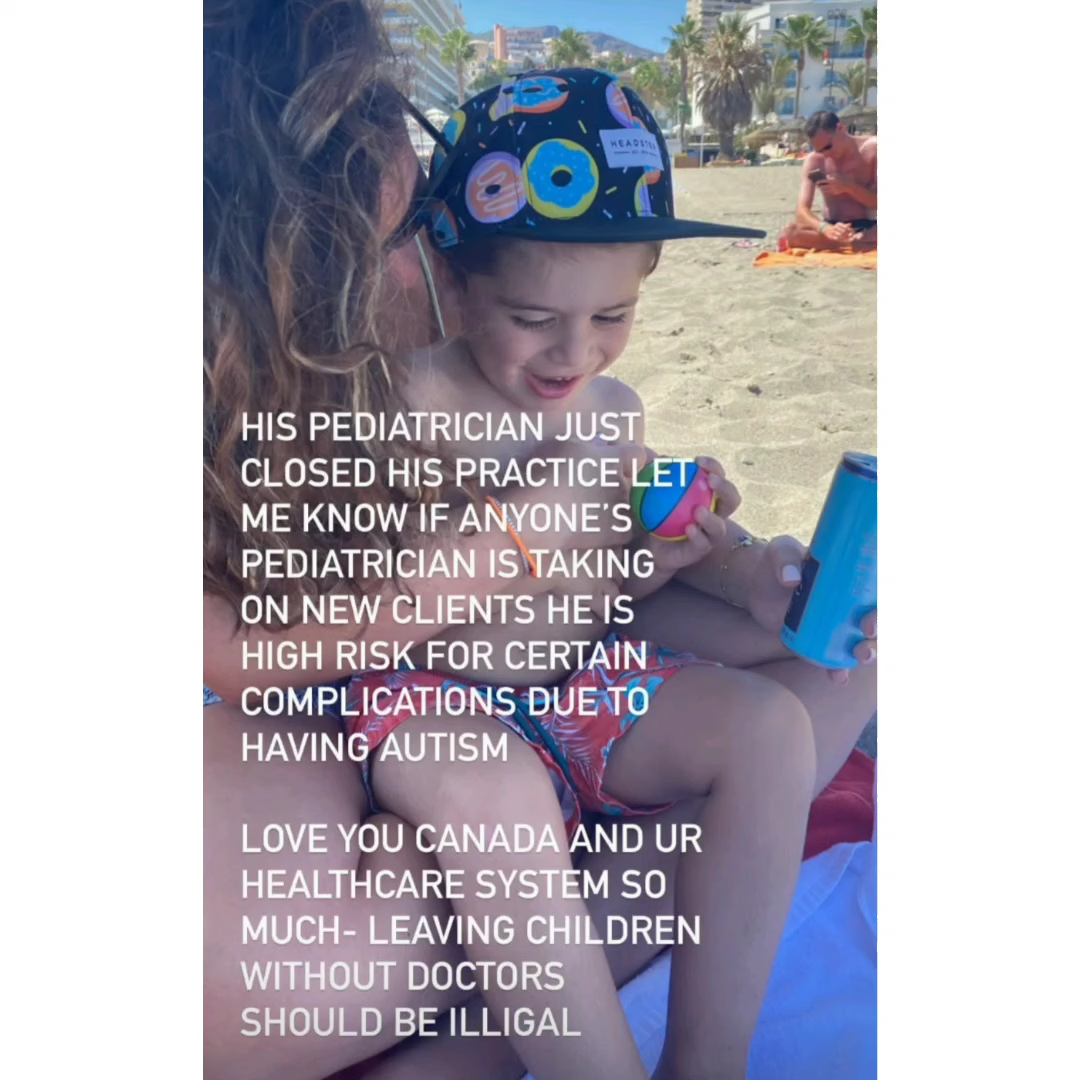 HEADSTER
HIS PEDIATRICIAN JUST
CLOSED HIS PRACTICE LET
ME KNOW IF ANYONE'S
PEDIATRICIAN IS TAKING
ON NEW CLIENTS HE IS
HIGH RISK FOR CERTAIN
COMPLICATIONS DUE TO
HAVING AUTISM
LOVE YOU CANADA AND UR
HEALTHCARE SYSTEM SO
MUCH- LEAVING CHILDREN
WITHOUT DOCTORS
SHOULD BE ILLIGAL